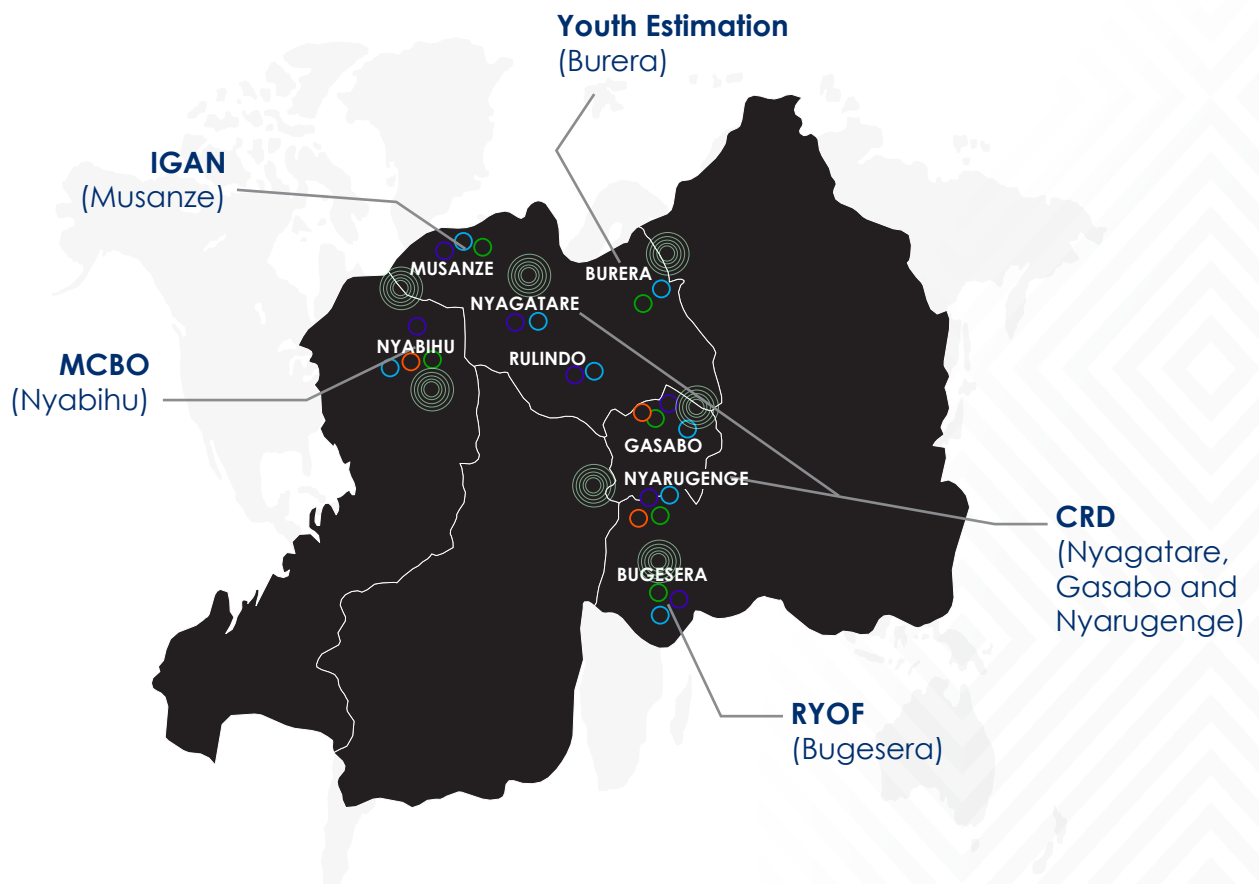 Youth Estimation
(Burera)
IGAN
(Musanze)
MUSANZE
BURERA
NYAGATARE
NYABIHU
RULINDO
MCBO
(Nyabihu)
GASABO
NYARUGENGE
CRD
(Nyagatare,
Gasabo and
Nyarugenge)
BUGESERA
RYOF
(Bugesera)